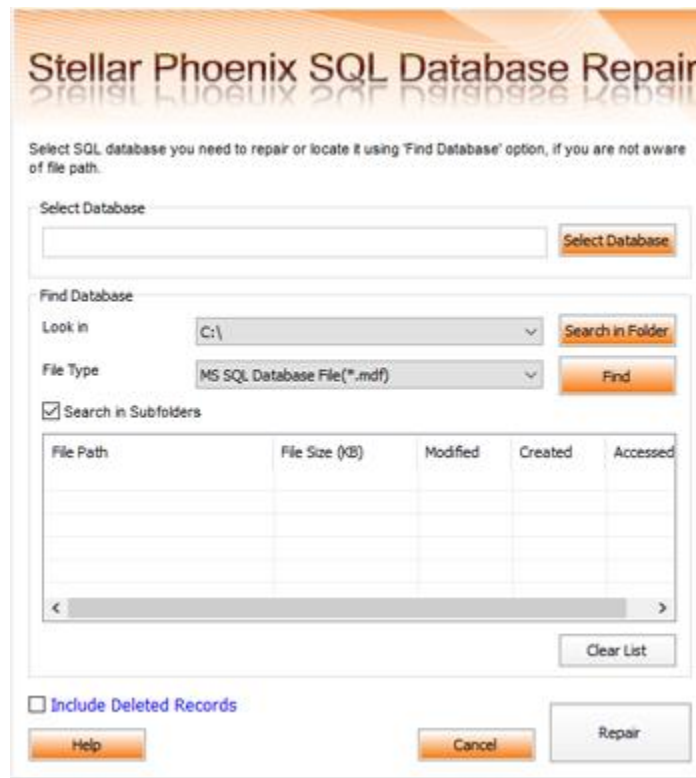 Stellar Phoenix SQL Database Repair
Select SQL database you need to repair or locate it using 'Find Database' option, if you are not aware
of file path.
Select Database
Select Database
Find Database
Look in
C:\
Search in Folder
File Type
MS SQL Database File(*.mdf)
Find
Search in Subfolders
File Path File Size (KB) Modified Created Accessed
Clear List
Include Deleted Records
Repair
Help
Cancel